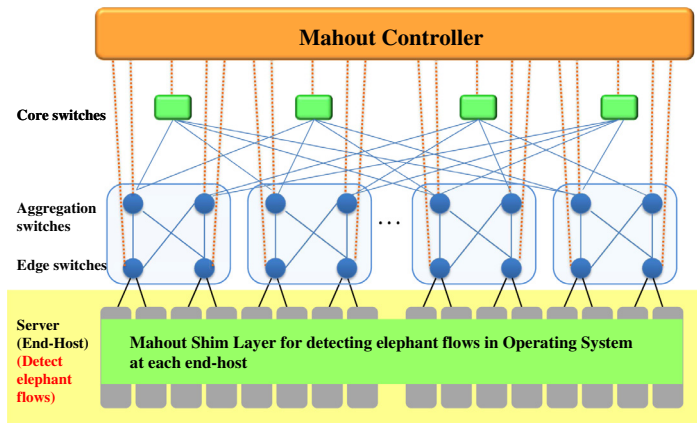 Mahout Controller
Core switches
Aggregation
switches
...
Edge switches
Server
(End-Host)
(Detect
elephant
flows)
Mahout Shim Layer for detecting elephant flows in Operating System
at each end-host